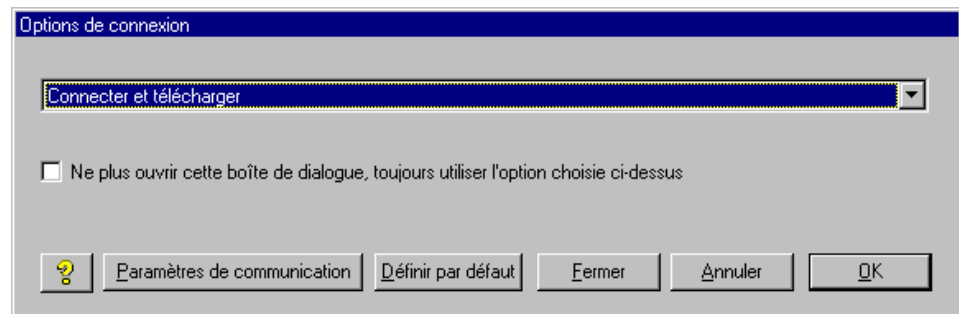 Options de connexion
Connecter et télécharger
Ne plus ouvrir cette boîte de dialogue, toujours utiliser l'option choisie ci-dessus
? Paramètres de communication Définir par défaut Fermer Annuler OK